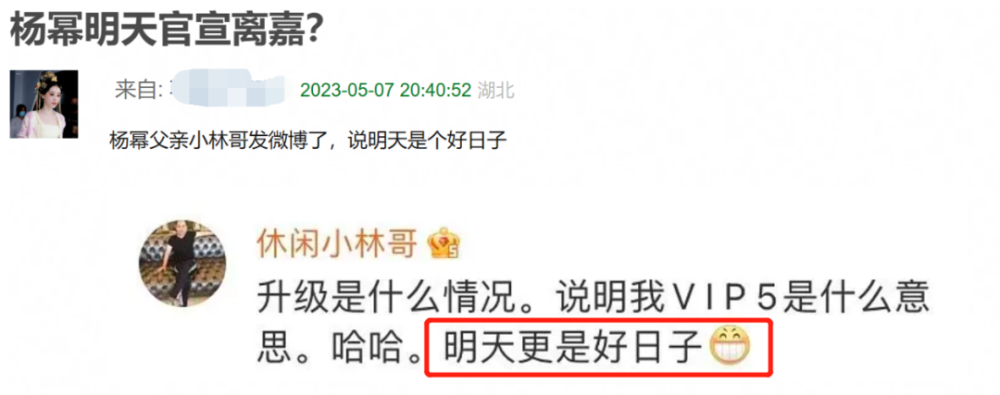 杨幂明天官宣离嘉？
来自: 2023-05-07 20:40:52 湖北
杨幂父亲小林哥发微博了，说明天是个好日子
休闲小林哥 5
升级是什么情况。说明我VIP5是什么意
思。哈哈。明天更是好日子